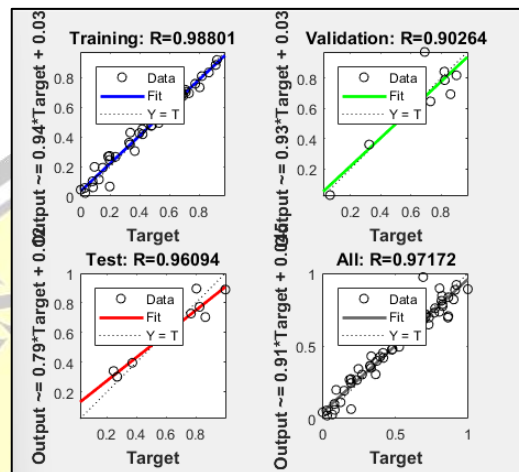 Training: R=0.98801
Output ~= 0.94*Target + 0.03
0.8
0.6
0.4
0.2
0
Data
Fit
Y = T
0 0.2 0.4 0.6 0.8
Target
Validation: R=0.90264
Output ~= 0.93*Target + 0.03
0.8
0.6
0.4
0.2
Data
Fit
Y = T
0.2 0.4 0.6 0.8
Target
Test: R=0.96094
Output ~= 0.79*Target +
1
0.8
0.6
0.4
0.2
Data
Fit
Y = T
0.2 0.4 0.6 0.8 1
Target
All: R=0.97172
Output ~= 0.91*Target +
1
0.5
0
Data
Fit
Y = T
0 0.5 1
Target